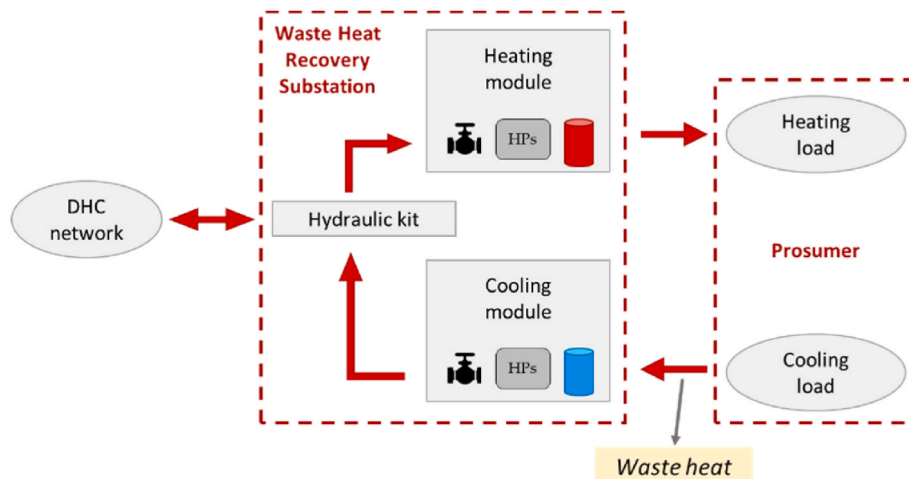 Waste Heat
Recovery
Substation
Heating
module
HPs
Heating
load
DHC
network
Hydraulic kit
Prosumer
Cooling
module
HPs
Cooling
load
Waste heat